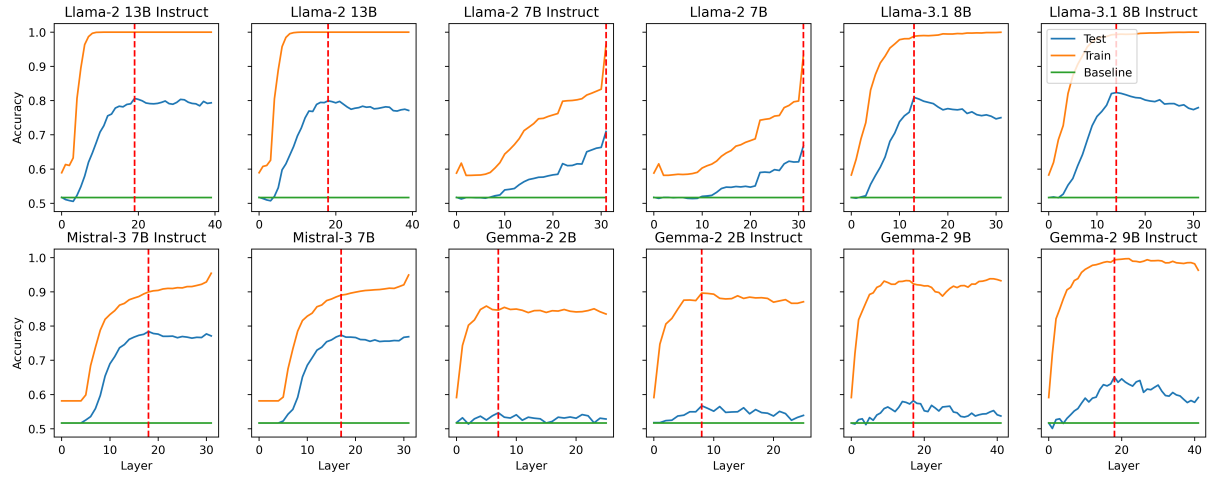 Llama-2 13B Instruct
Llama-2 13B
Llama-2 7B Instruct
Llama-2 7B
Llama-3.1 8B
Llama-3.1 8B Instruct
1.0
0.9
0.8
0.7
0.6
0.5
Accuracy
0 20 40
0 20 40
0 10 20 30
0 10 20 30
0 10 20 30
0 10 20 30
Test
Train
Baseline
Mistral-3 7B Instruct
Mistral-3 7B
Gemma-2 2B
Gemma-2 2B Instruct
Gemma-2 9B
Gemma-2 9B Instruct
1.0
0.9
0.8
0.7
0.6
0.5
Accuracy
0 10 20 30
0 10 20 30
0 10 20
0 10 20
0 20 40
0 20 40
Layer
Layer
Layer
Layer
Layer
Layer